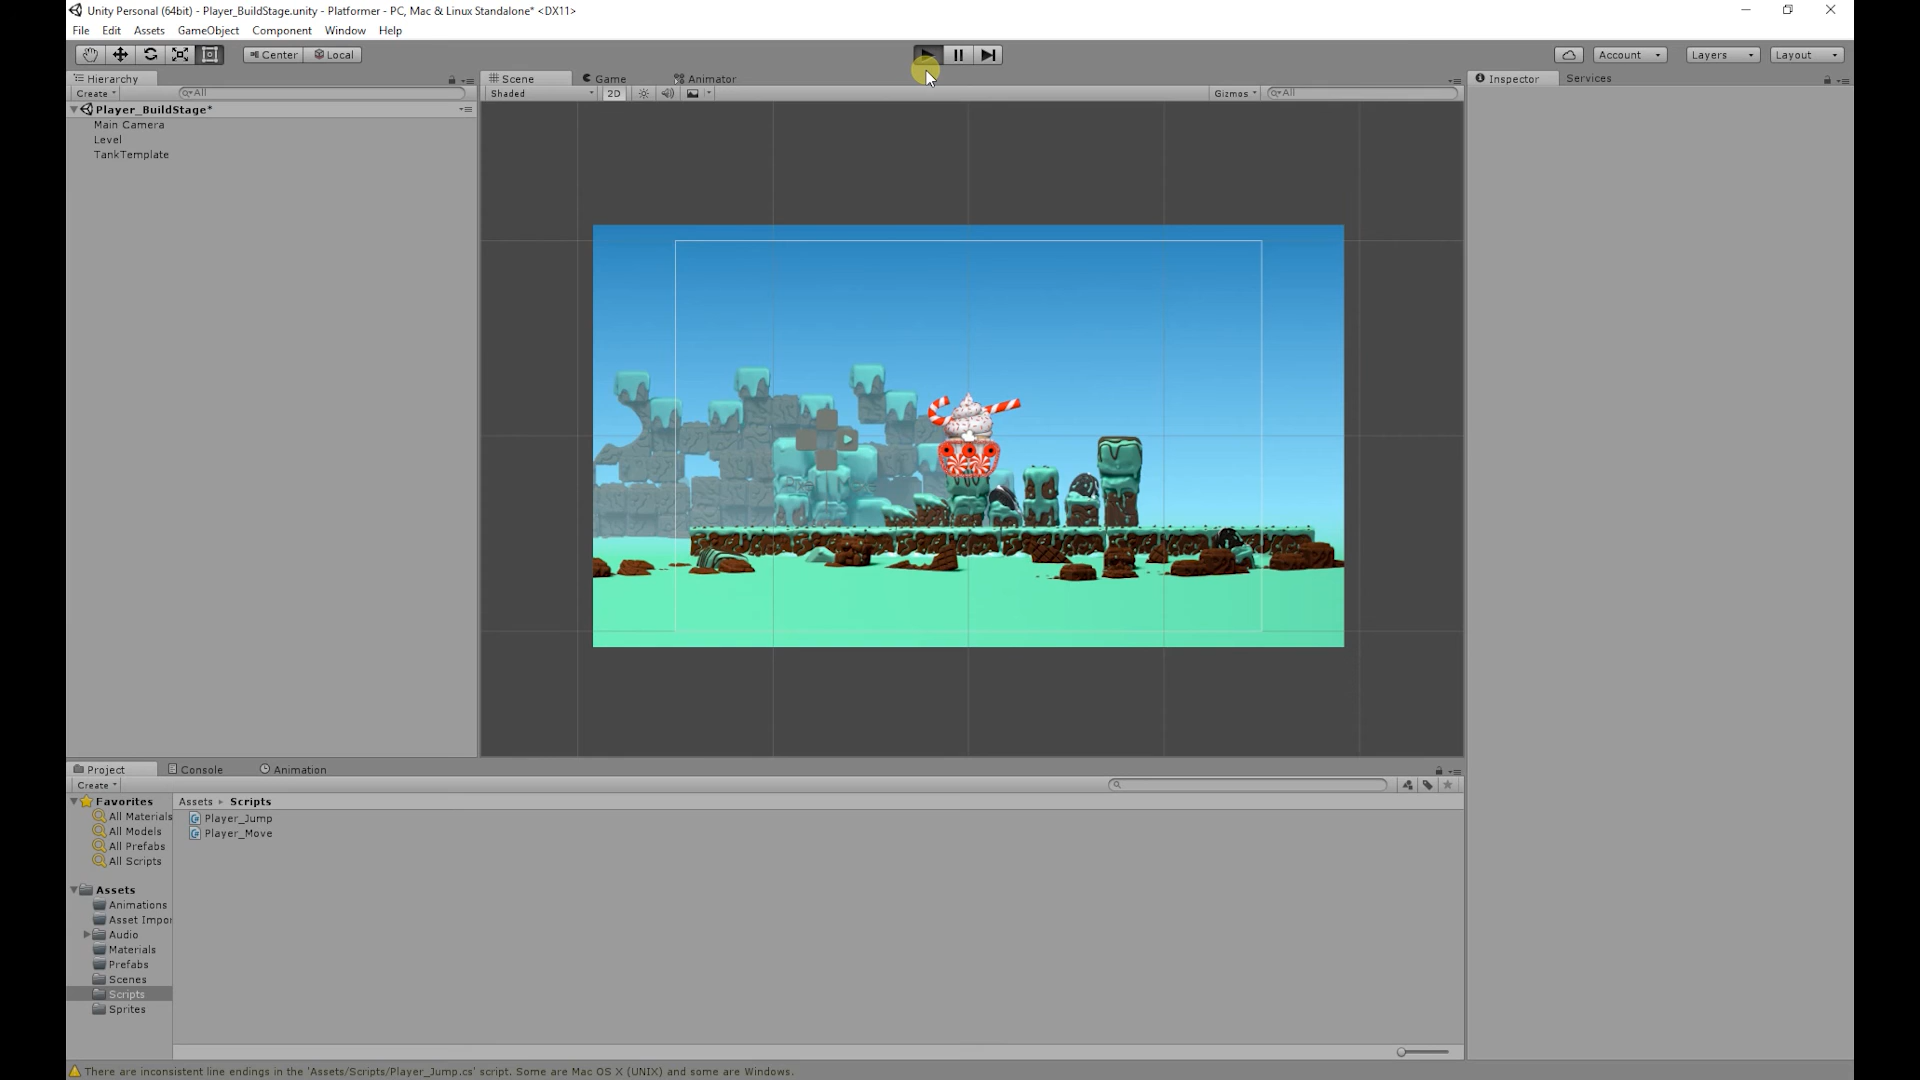 Unity Personal (64bit) - Player_BuildStage.unity - Platformer - PC, Mac & Linux Standalone* <DX11>
File Edit Assets GameObject Component Window Help
Center Local Account Layers Layout
Hierarchy Scene Game Animator Inspector Services
Create All Shaded 2D Gizmos All
Player_BuildStage*
Main Camera
Level
TankTemplate
Project Console Animation
Create
Favorites Assets Scripts
All Materials Player_Jump
All Models Player_Move
All Prefabs
All Scripts
Assets
Animations
Asset Impo
Audio
Materials
Prefabs
Scenes
Scripts
Sprites
There are inconsistent line endings in the 'Assets/Scripts/Player_Jump.cs' script. Some are Mac OS X (UNIX) and some are Windows.